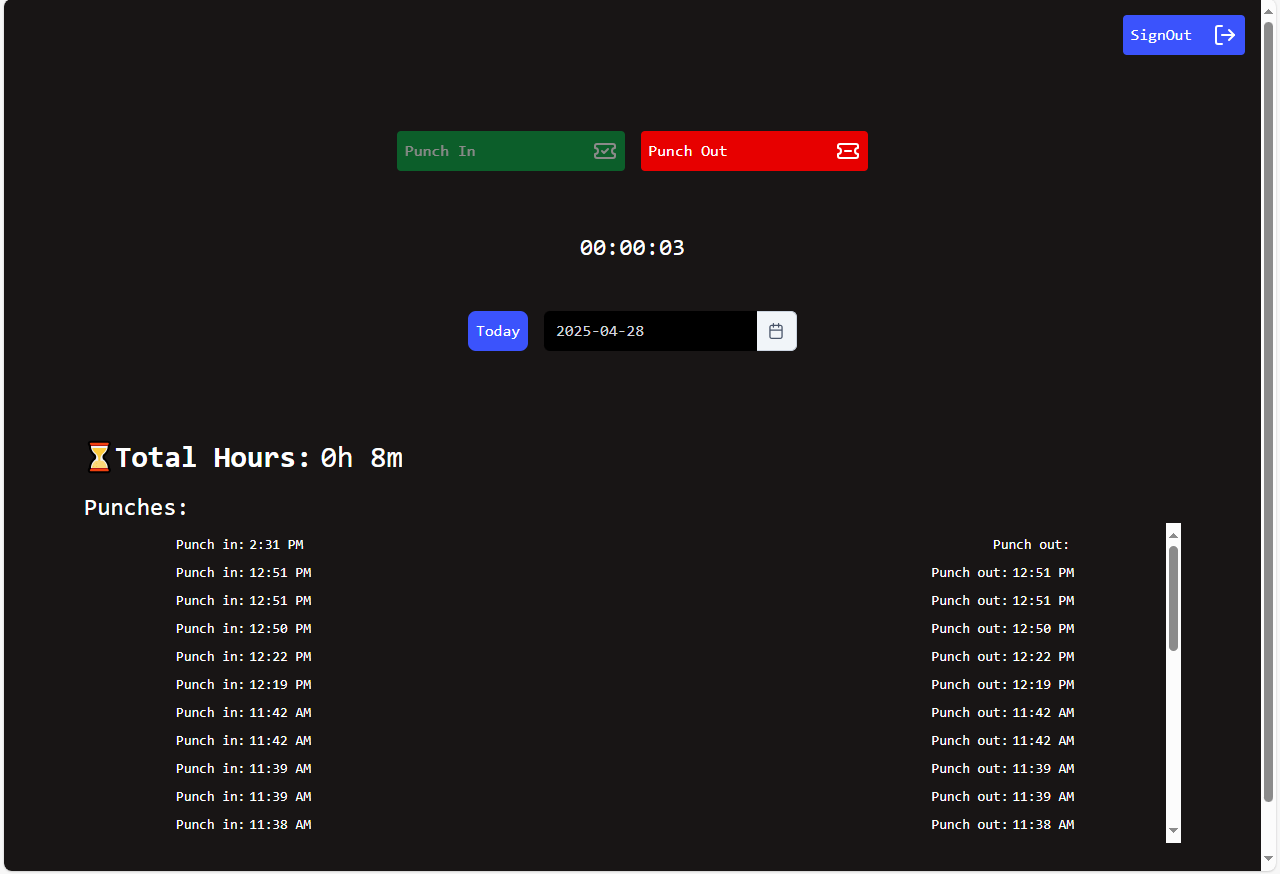 SignOut
Punch In Punch Out
00:00:03
Today 2025-04-28
Total Hours: 0h 8m
Punches:
Punch in: 2:31 PM Punch out:
Punch in: 12:51 PM Punch out: 12:51 PM
Punch in: 12:51 PM Punch out: 12:51 PM
Punch in: 12:50 PM Punch out: 12:50 PM
Punch in: 12:22 PM Punch out: 12:22 PM
Punch in: 12:19 PM Punch out: 12:19 PM
Punch in: 11:42 AM Punch out: 11:42 AM
Punch in: 11:42 AM Punch out: 11:42 AM
Punch in: 11:39 AM Punch out: 11:39 AM
Punch in: 11:39 AM Punch out: 11:39 AM
Punch in: 11:38 AM Punch out: 11:38 AM